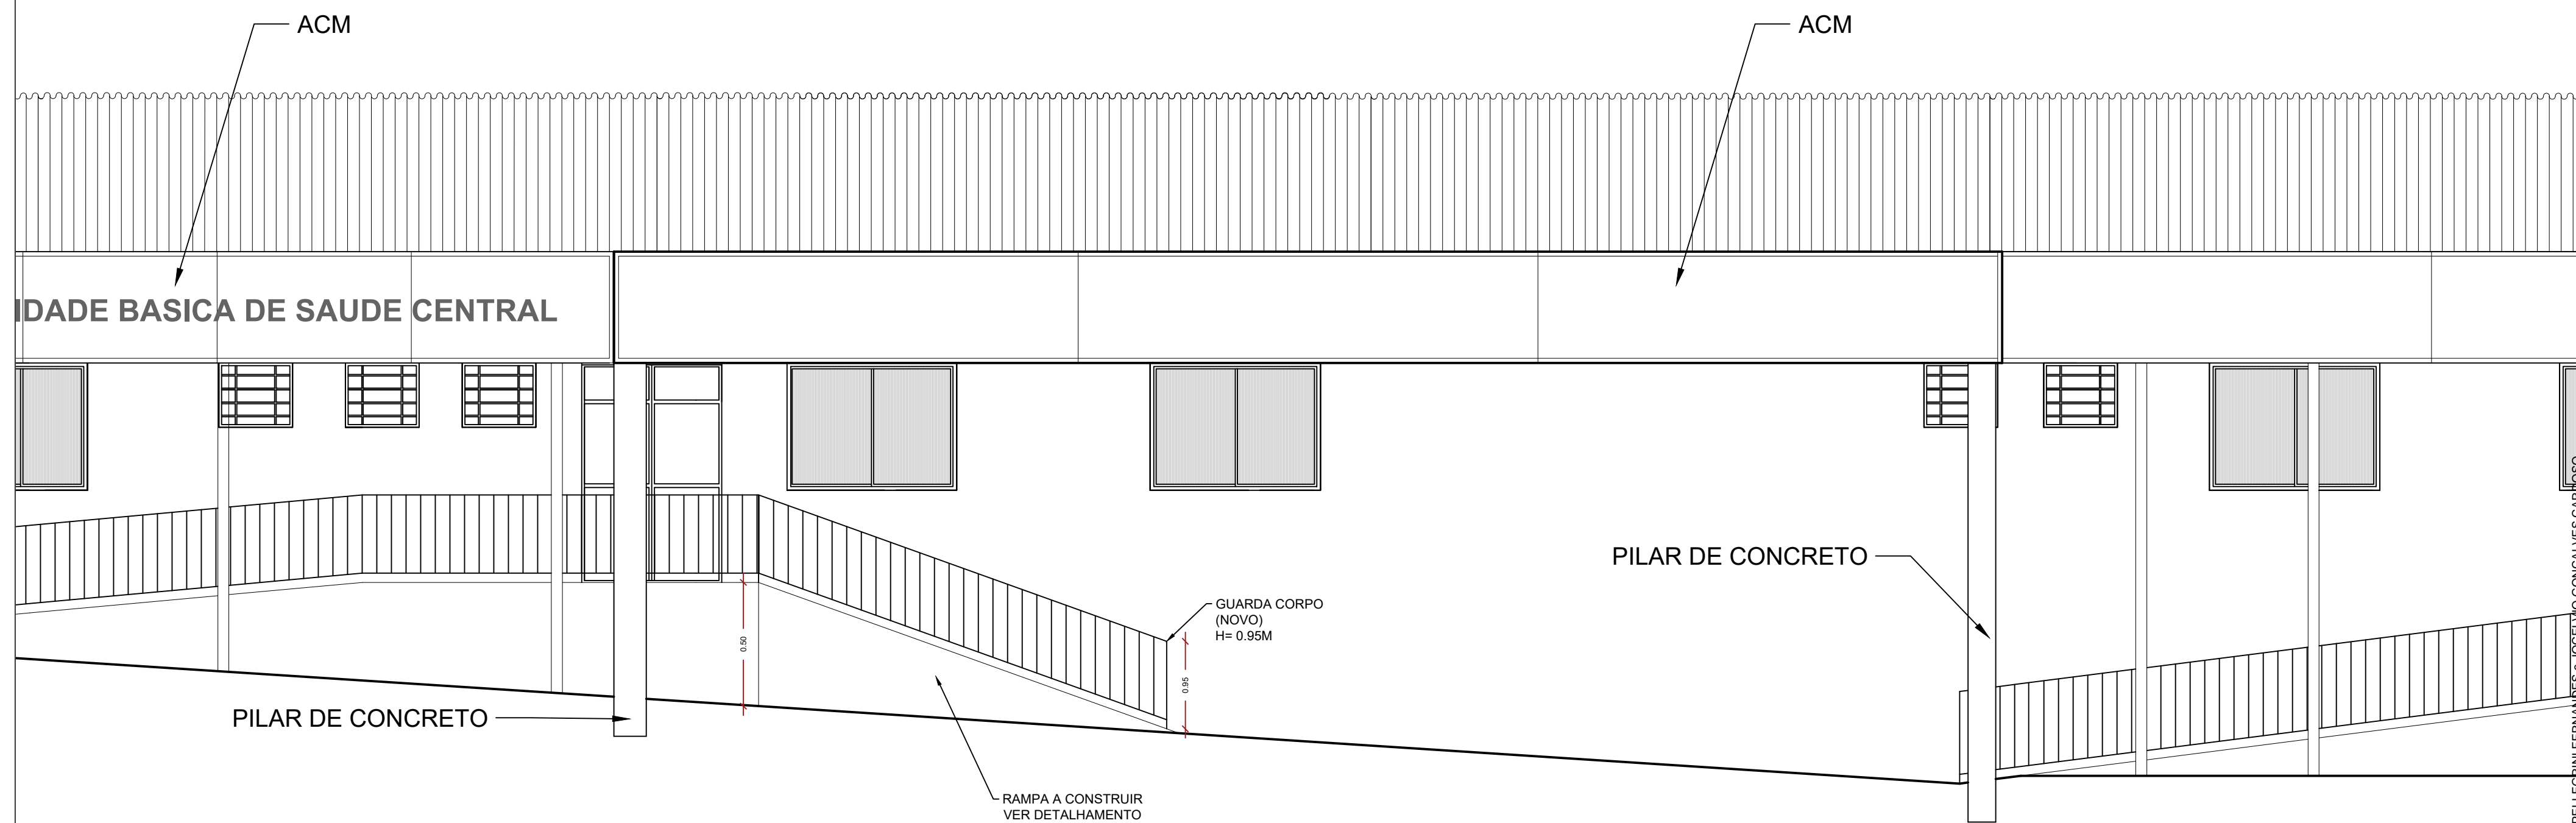 ACM
ACM
IDADE BASICA DE SAUDE CENTRAL
PILAR DE CONCRETO
GUARDA CORPO
(NOVO)
H= 0.95M
0.50
0.95
PILAR DE CONCRETO
RAMPA A CONSTRUIR
VER DETALHAMENTO